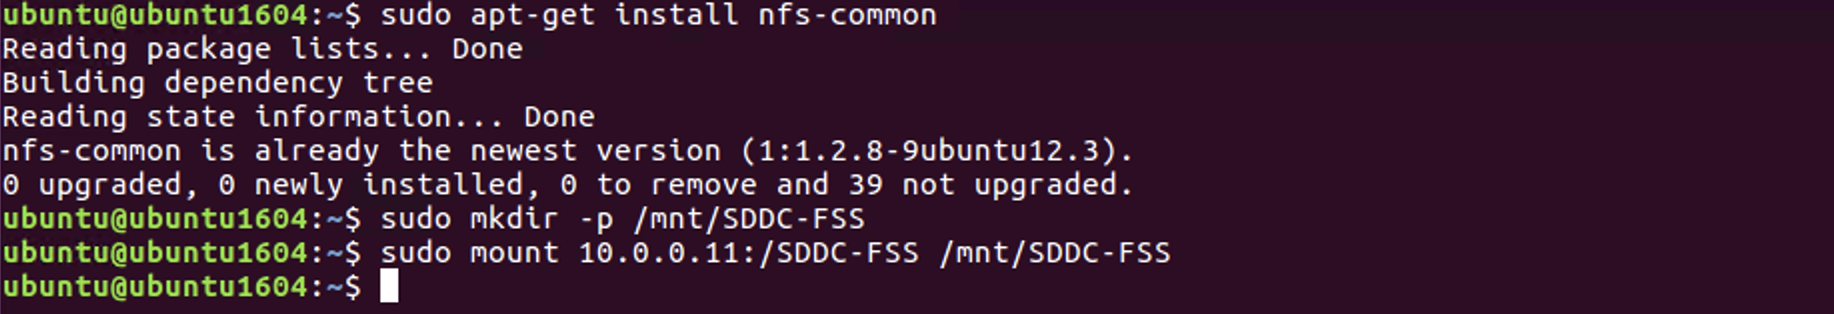 ubuntu@ubuntu1604:~$ sudo apt-get install nfs-common
Reading package lists... Done
Building dependency tree
Reading state information... Done
nfs-common is already the newest version (1:1.2.8-9ubuntu12.3).
0 upgraded, 0 newly installed, 0 to remove and 39 not upgraded.
ubuntu@ubuntu1604:~$ sudo mkdir -p /mnt/SDDC-FSS
ubuntu@ubuntu1604:~$ sudo mount 10.0.0.11:/SDDC-FSS /mnt/SDDC-FSS
ubuntu@ubuntu1604:~$